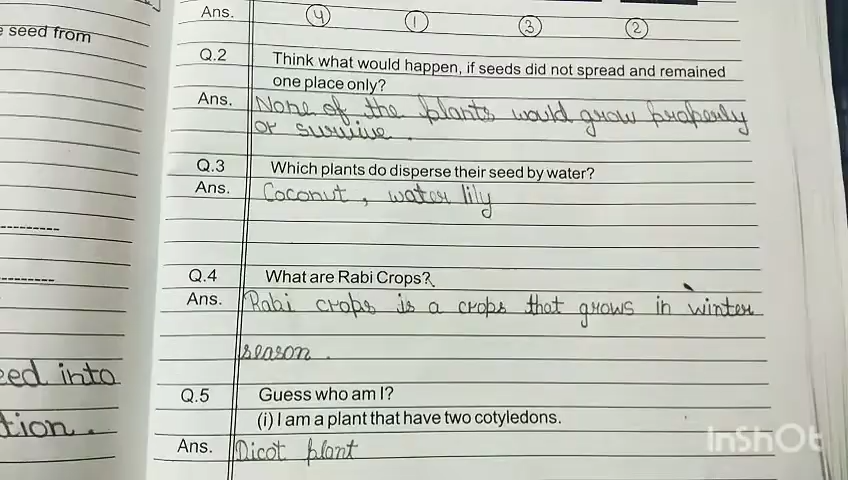 Ans. 4 1 3 2
e seed from
Q.2 Think what would happen, if seeds did not spread and remained
one place only?
Ans. None of the plants would grow properly
or survive.
Q.3 Which plants do disperse their seed by water?
Ans. Coconut, water lily
Q.4 What are Rabi Crops?
Ans. Rabi crops is a crops that grows in winter
season.
eed into
Q.5 Guess who am I?
(i) I am a plant that have two cotyledons.
tion.
Ans. Dicot plant
InShOt